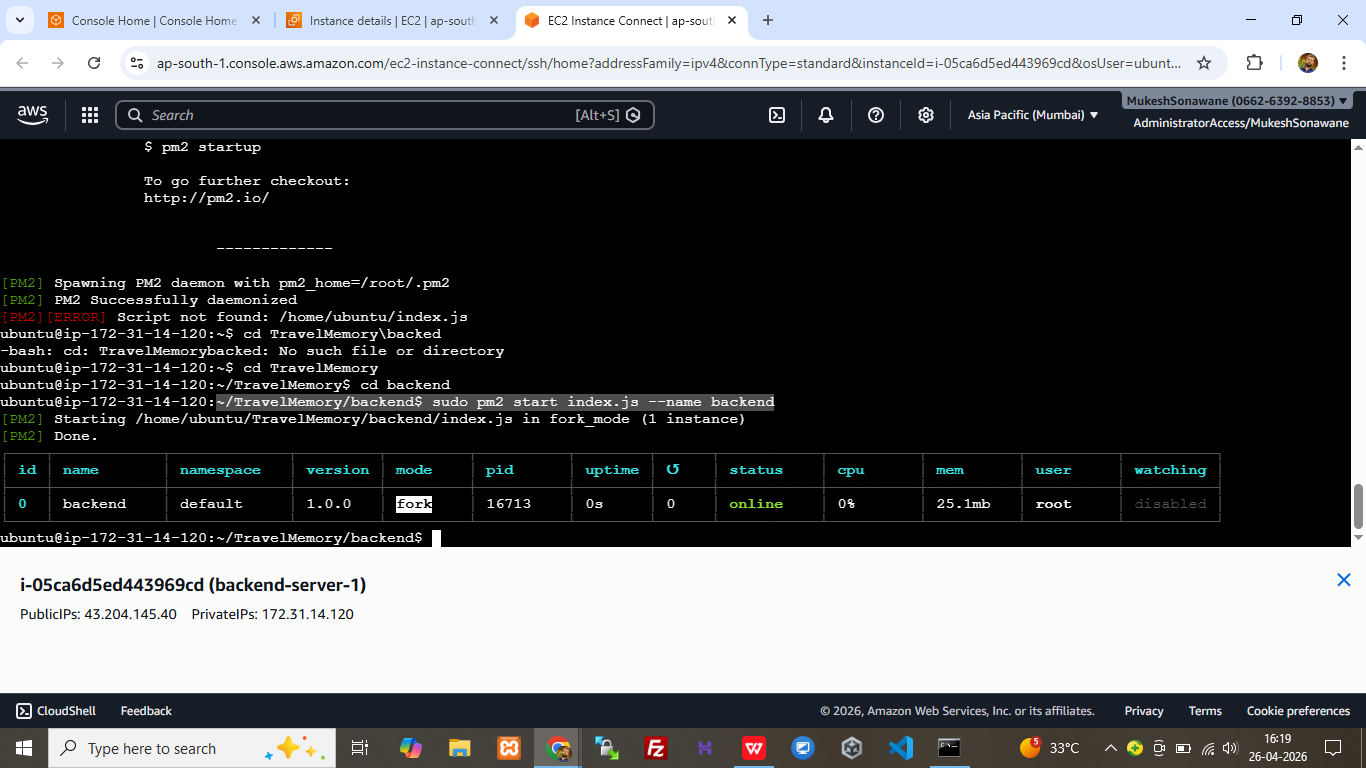 Console Home | Console Home
Instance details | EC2 | ap-south
EC2 Instance Connect | ap-sout
ap-south-1.console.aws.amazon.com/ec2-instance-connect/ssh/home?addressFamily=ipv4&connType=standard&instanceId=i-05ca6d5ed443969cd&osUser=ubunt...
aws
Search
[Alt+S]
Asia Pacific (Mumbai)
MukeshSonawane (0662-6392-8853)
AdministratorAccess/MukeshSonawane
$ pm2 startup
To go further checkout:
http://pm2.io/
-------------
[PM2] Spawning PM2 daemon with pm2_home=/root/.pm2
[PM2] PM2 Successfully daemonized
[PM2][ERROR] Script not found: /home/ubuntu/index.js
ubuntu@ip-172-31-14-120:~$ cd TravelMemory\backed
-bash: cd: TravelMemorybacked: No such file or directory
ubuntu@ip-172-31-14-120:~$ cd TravelMemory
ubuntu@ip-172-31-14-120:~/TravelMemory$ cd backend
ubuntu@ip-172-31-14-120:~/TravelMemory/backend$ sudo pm2 start index.js --name backend
[PM2] Starting /home/ubuntu/TravelMemory/backend/index.js in fork_mode (1 instance)
[PM2] Done.
id name namespace version mode pid uptime ↺ status cpu mem user watching
0 backend default 1.0.0 fork 16713 0s 0 online 0% 25.1mb root disabled
ubuntu@ip-172-31-14-120:~/TravelMemory/backend$
i-05ca6d5ed443969cd (backend-server-1)
PublicIPs: 43.204.145.40 PrivateIPs: 172.31.14.120
CloudShell Feedback © 2026, Amazon Web Services, Inc. or its affiliates. Privacy Terms Cookie preferences
Type here to search
5
33°C
16:19
26-04-2026